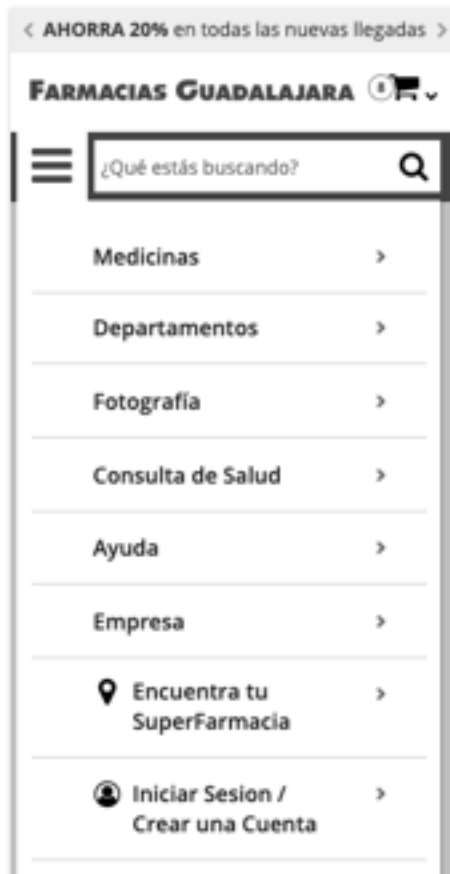 AHORRA 20% en todas las nuevas llegadas
FARMACIAS GUADALAJARA
¿Qué estás buscando?
Medicinas
Departamentos
Fotografía
Consulta de Salud
Ayuda
Empresa
Encuentra tu
SuperFarmacia
Iniciar Sesion /
Crear una Cuenta